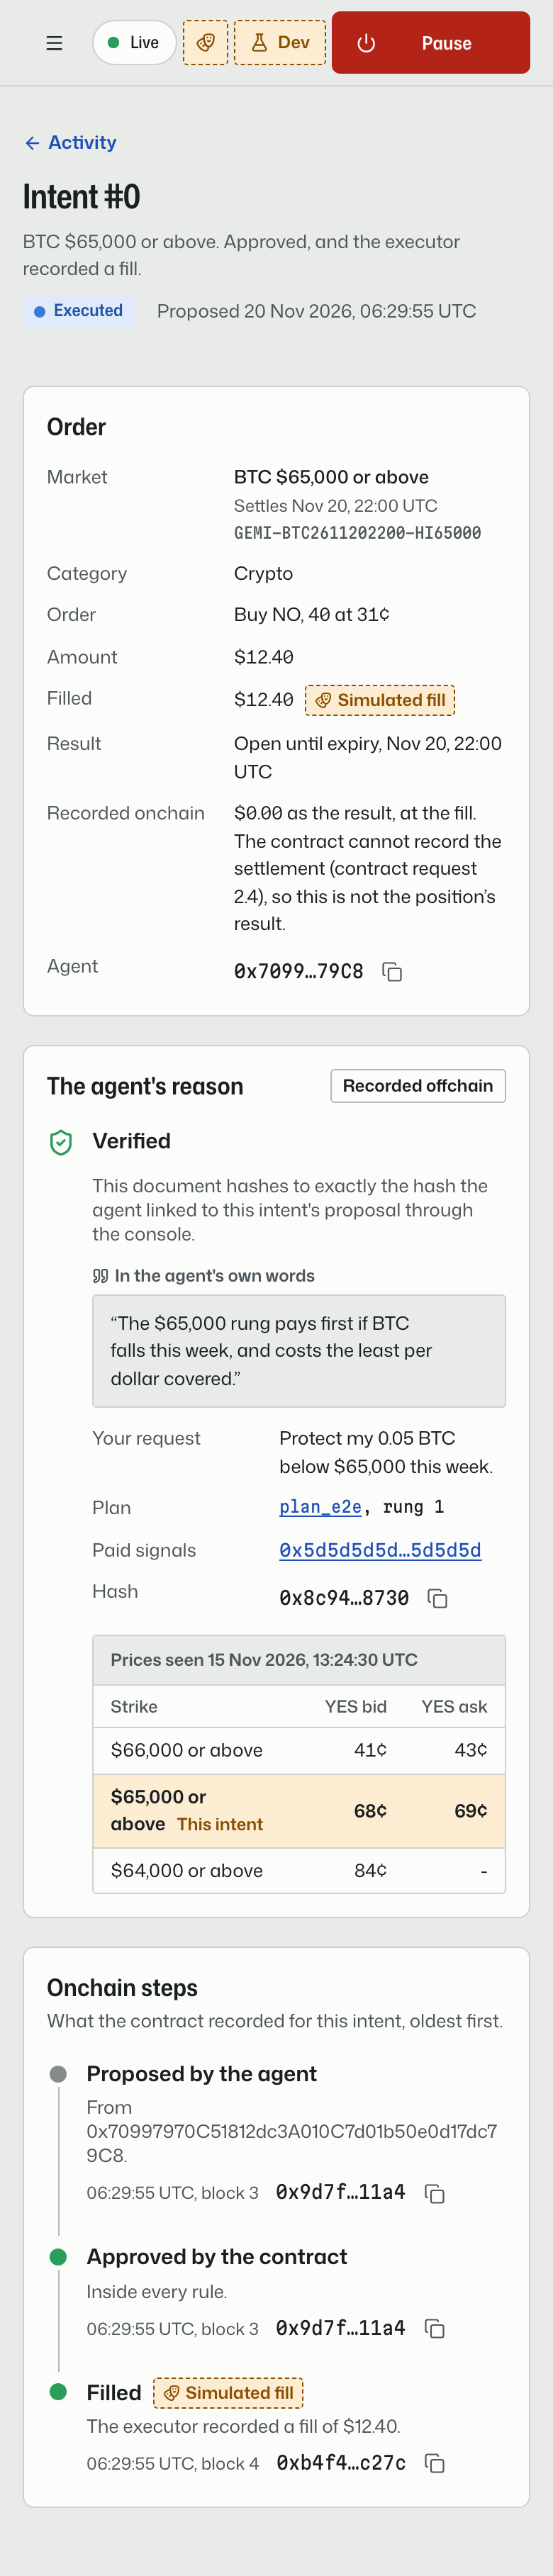 Live
Dev
Pause
Activity
Intent #0
BTC $65,000 or above. Approved, and the executor
recorded a fill.
Executed
Proposed 20 Nov 2026, 06:29:55 UTC
Order
Market
BTC $65,000 or above
Settles Nov 20, 22:00 UTC
GEMI-BTC2611202200-HI65000
Category
Crypto
Order
Buy NO, 40 at 31¢
Amount
$12.40
Filled
$12.40
Simulated fill
Result
Open until expiry, Nov 20, 22:00
UTC
Recorded onchain
$0.00 as the result, at the fill.
The contract cannot record the
settlement (contract request
2.4), so this is not the position's
result.
Agent
0x7099…79C8
The agent's reason
Recorded offchain
Verified
This document hashes to exactly the hash the
agent linked to this intent's proposal through
the console.
In the agent's own words
“The $65,000 rung pays first if BTC
falls this week, and costs the least per
dollar covered.”
Your request
Protect my 0.05 BTC
below $65,000 this week.
Plan
plan_e2e, rung 1
Paid signals
0x5d5d5d5d…5d5d5d
Hash
0x8c94…8730
Prices seen 15 Nov 2026, 13:24:30 UTC
Strike YES bid YES ask
$66,000 or above 41¢ 43¢
$65,000 or
above This intent 68¢ 69¢
$64,000 or above 84¢ -
Onchain steps
What the contract recorded for this intent, oldest first.
Proposed by the agent
From
0x70997970C51812dc3A010C7d01b50e0d17dc7
9C8.
06:29:55 UTC, block 3 0x9d7f…11a4
Approved by the contract
Inside every rule.
06:29:55 UTC, block 3 0x9d7f…11a4
Filled
Simulated fill
The executor recorded a fill of $12.40.
06:29:55 UTC, block 4 0xb4f4…c27c